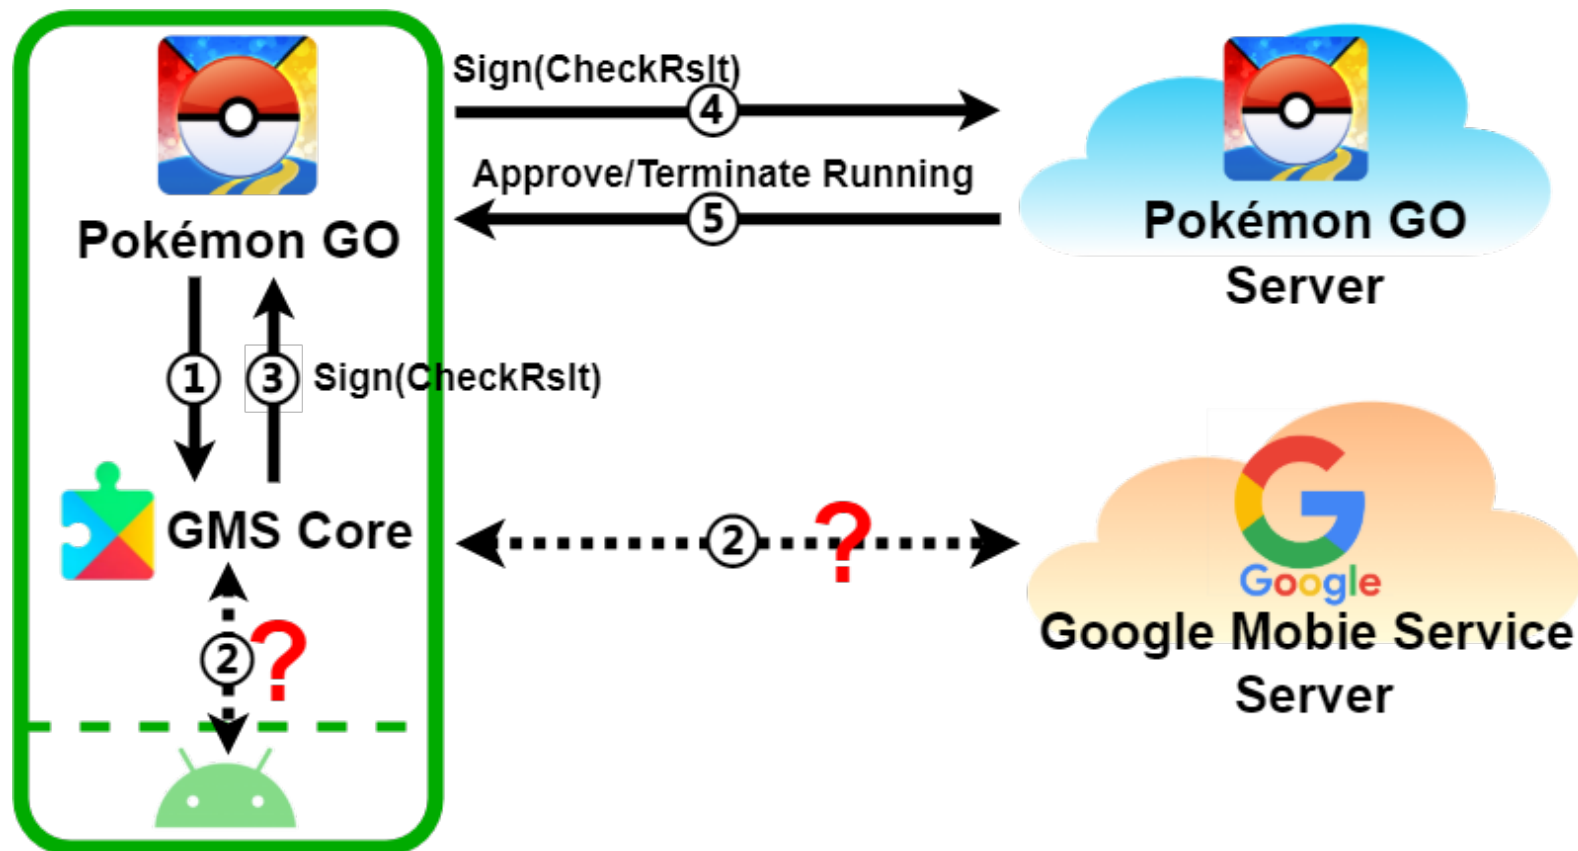 Sign(CheckRslt)
4
Approve/Terminate Running
5
Pokémon GO
Pokémon GO
Server
1
3
Sign(CheckRslt)
GMS Core
2
?
Google
Google Mobie Service
Server
2
?